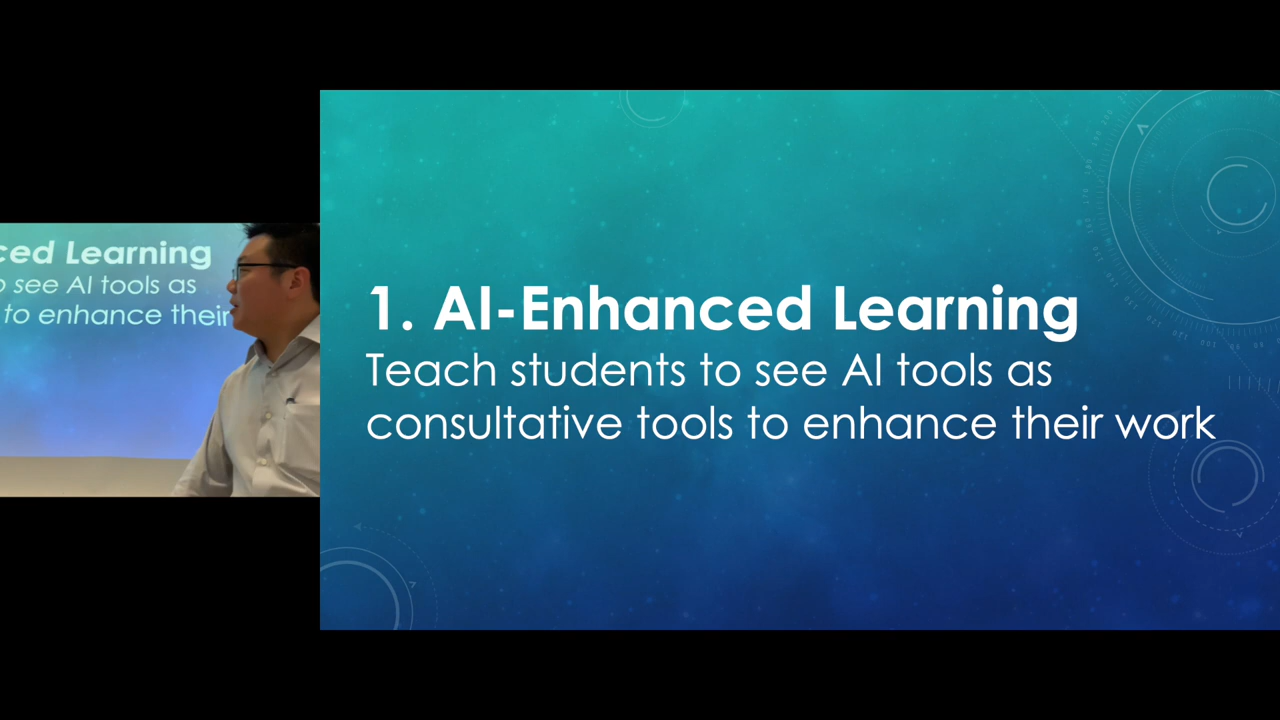 ced Learning
o see AI tools as
to enhance their
1. AI-Enhanced Learning
Teach students to see AI tools as
consultative tools to enhance their work